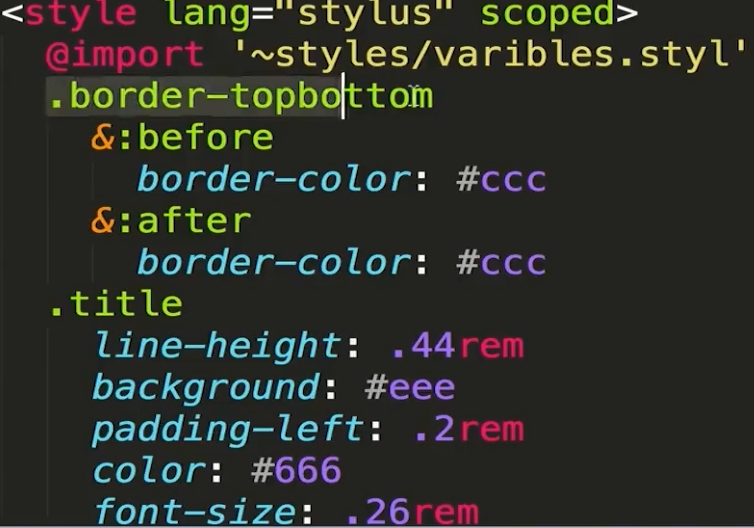 <style lang="stylus" scoped>
@import '~styles/varibles.styl'
.border-topbottom
&:before
border-color: #ccc
&:after
border-color: #ccc
.title
line-height: .44rem
background: #eee
padding-left: .2rem
color: #666
font-size: .26rem